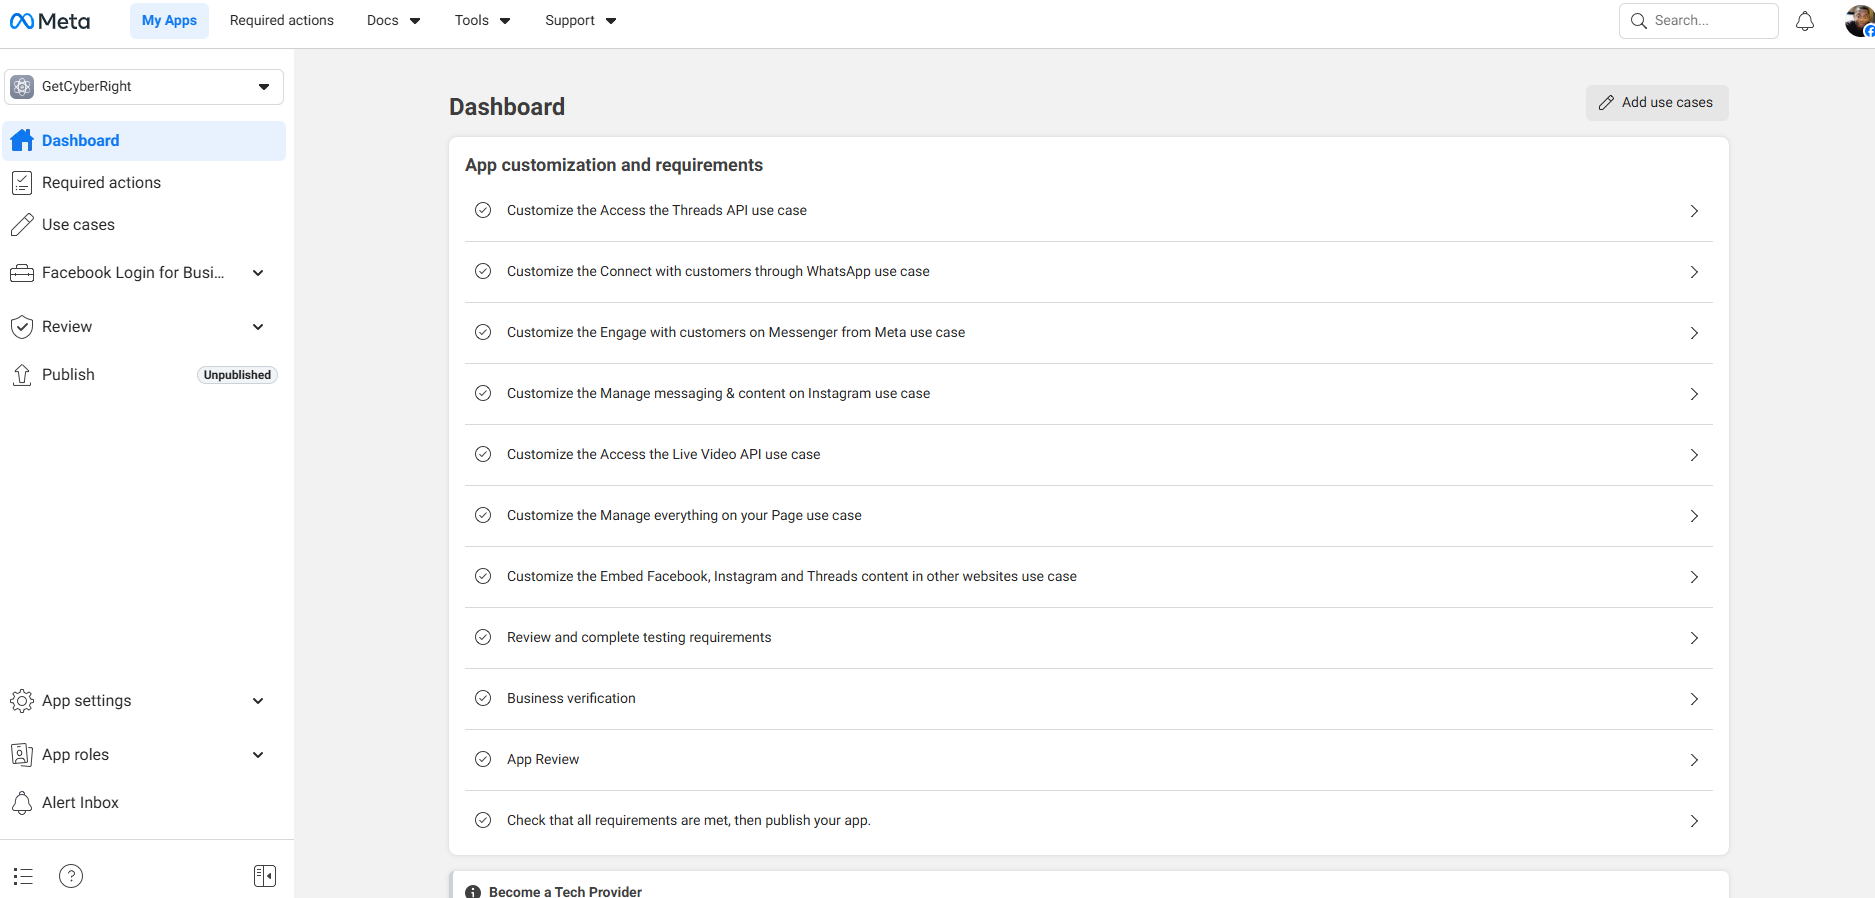 Meta
My Apps
Required actions
Docs
Tools
Support
Search...
GetCyberRight
Dashboard
Required actions
Use cases
Facebook Login for Busi...
Review
Publish
Unpublished
App settings
App roles
Alert Inbox
?
Dashboard
Add use cases
App customization and requirements
Customize the Access the Threads API use case
Customize the Connect with customers through WhatsApp use case
Customize the Engage with customers on Messenger from Meta use case
Customize the Manage messaging & content on Instagram use case
Customize the Access the Live Video API use case
Customize the Manage everything on your Page use case
Customize the Embed Facebook, Instagram and Threads content in other websites use case
Review and complete testing requirements
Business verification
App Review
Check that all requirements are met, then publish your app.
Become a Tech Provider